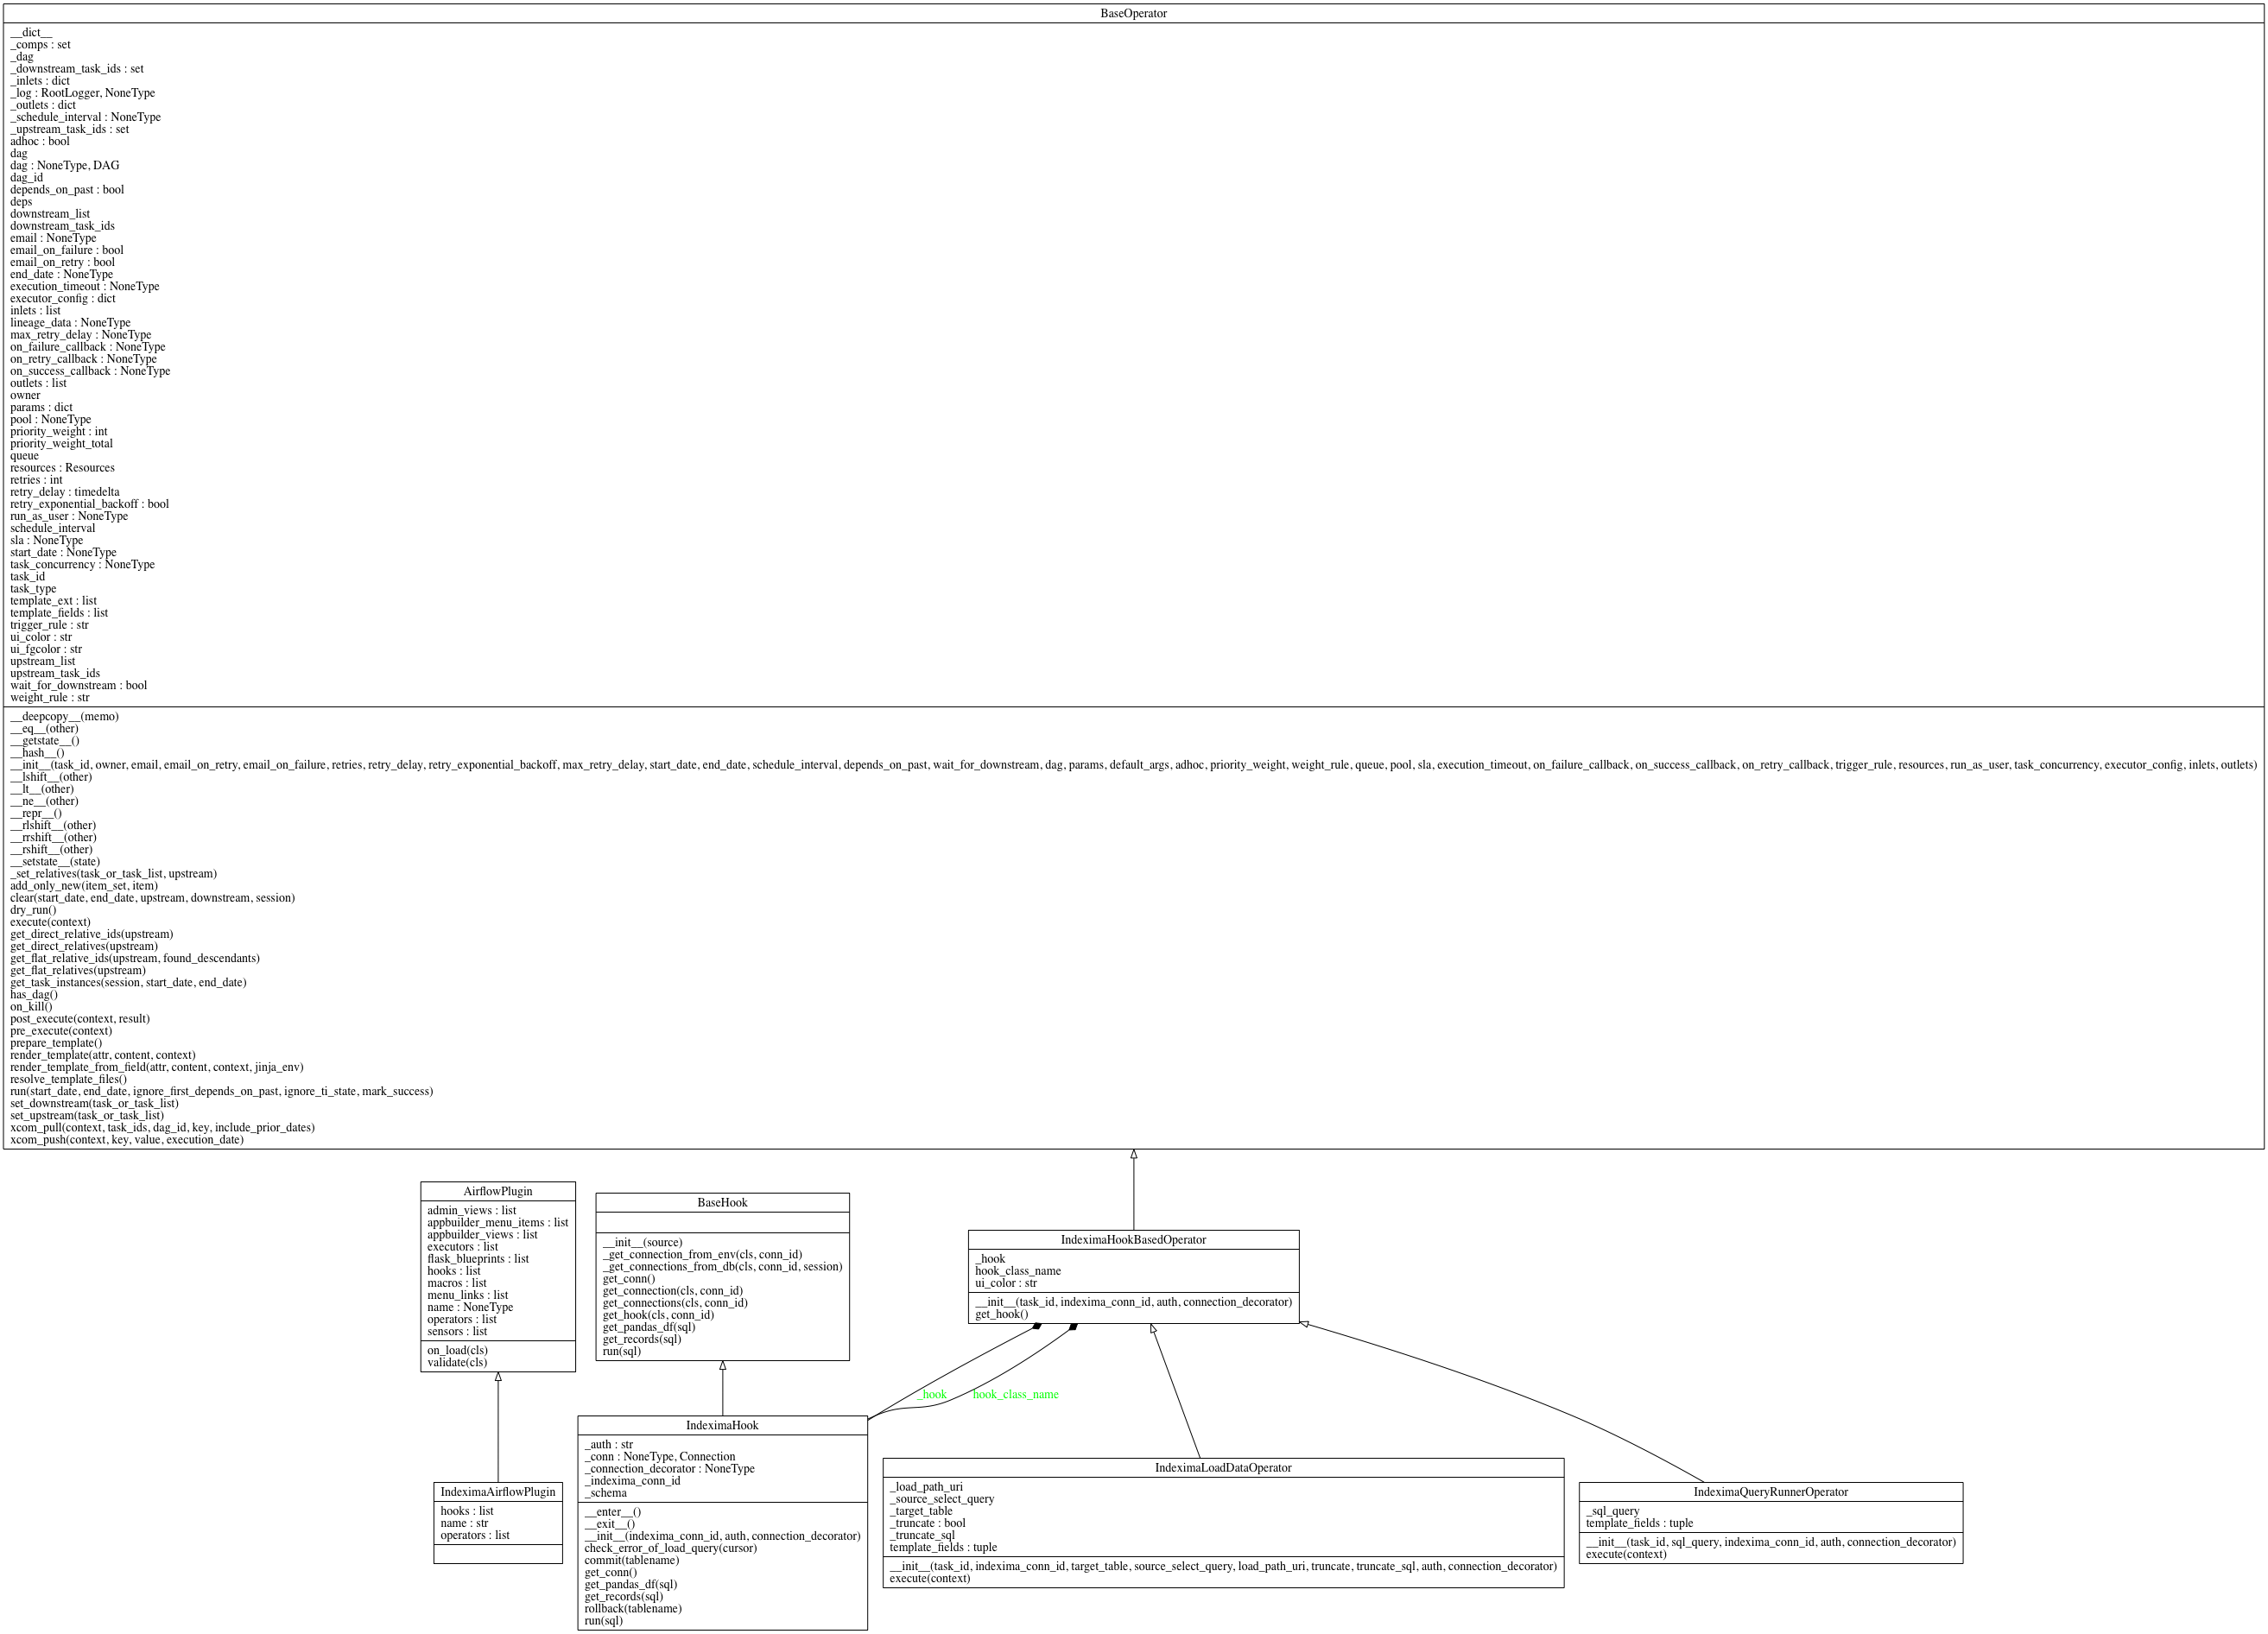 BaseOperator
__dict__
_comps : set
_dag
_downstream_task_ids : set
_inlets : dict
_log : RootLogger, NoneType
_outlets : dict
_schedule_interval : NoneType
_upstream_task_ids : set
adhoc : bool
dag
dag : NoneType, DAG
dag_id
depends_on_past : bool
deps
downstream_list
downstream_task_ids
email : NoneType
email_on_failure : bool
email_on_retry : bool
end_date : NoneType
execution_timeout : NoneType
executor_config : dict
inlets : list
lineage_data : NoneType
max_retry_delay : NoneType
on_failure_callback : NoneType
on_retry_callback : NoneType
on_success_callback : NoneType
outlets : list
owner
params : dict
pool : NoneType
priority_weight : int
priority_weight_total
queue
resources : Resources
retries : int
retry_delay : timedelta
retry_exponential_backoff : bool
run_as_user : NoneType
schedule_interval
sla : NoneType
start_date : NoneType
task_concurrency : NoneType
task_id
task_type
template_ext : list
template_fields : list
trigger_rule : str
ui_color : str
ui_fgcolor : str
upstream_list
upstream_task_ids
wait_for_downstream : bool
weight_rule : str
__deepcopy__(memo)
__eq__(other)
__getstate__()
__hash__()
__init__(task_id, owner, email, email_on_retry, email_on_failure, retries, retry_delay, retry_exponential_backoff, max_retry_delay, start_date, end_date, schedule_interval, depends_on_past, wait_for_downstream, dag, params, default_args, adhoc, priority_weight, weight_rule, queue, pool, sla, execution_timeout, on_failure_callback, on_success_callback, on_retry_callback, trigger_rule, resources, run_as_user, task_concurrency, executor_config, inlets, outlets)
__lshift__(other)
__lt__(other)
__ne__(other)
__repr__()
__rlshift__(other)
__rrshift__(other)
__rshift__(other)
__setstate__(state)
_set_relatives(task_or_task_list, upstream)
add_only_new(item_set, item)
clear(start_date, end_date, upstream, downstream, session)
dry_run()
execute(context)
get_direct_relative_ids(upstream)
get_direct_relatives(upstream)
get_flat_relative_ids(upstream, found_descendants)
get_flat_relatives(upstream)
get_task_instances(session, start_date, end_date)
has_dag()
on_kill()
post_execute(context, result)
pre_execute(context)
prepare_template()
render_template(attr, content, context)
render_template_from_field(attr, content, context, jinja_env)
resolve_template_files()
run(start_date, end_date, ignore_first_depends_on_past, ignore_ti_state, mark_success)
set_downstream(task_or_task_list)
set_upstream(task_or_task_list)
xcom_pull(context, task_ids, dag_id, key, include_prior_dates)
xcom_push(context, key, value, execution_date)
AirflowPlugin
admin_views : list
appbuilder_menu_items : list
appbuilder_views : list
executors : list
flask_blueprints : list
hooks : list
macros : list
menu_links : list
name : NoneType
operators : list
sensors : list
on_load(cls)
validate(cls)
BaseHook
__init__(source)
_get_connection_from_env(cls, conn_id)
_get_connections_from_db(cls, conn_id, session)
get_conn()
get_connection(cls, conn_id)
get_connections(cls, conn_id)
get_hook(cls, conn_id)
get_pandas_df(sql)
get_records(sql)
run(sql)
IndeximaHookBasedOperator
_hook
hook_class_name
ui_color : str
__init__(task_id, indexima_conn_id, auth, connection_decorator)
get_hook()
_hook
hook_class_name
IndeximaAirflowPlugin
hooks : list
name : str
operators : list
IndeximaHook
_auth : str
_conn : NoneType, Connection
_connection_decorator : NoneType
_indexima_conn_id
_schema
__enter__()
__exit__()
__init__(indexima_conn_id, auth, connection_decorator)
check_error_of_load_query(cursor)
commit(tablename)
get_conn()
get_pandas_df(sql)
get_records(sql)
rollback(tablename)
run(sql)
IndeximaLoadDataOperator
_load_path_uri
_source_select_query
_target_table
_truncate : bool
_truncate_sql
template_fields : tuple
__init__(task_id, indexima_conn_id, target_table, source_select_query, load_path_uri, truncate, truncate_sql, auth, connection_decorator)
execute(context)
IndeximaQueryRunnerOperator
_sql_query
template_fields : tuple
__init__(task_id, sql_query, indexima_conn_id, auth, connection_decorator)
execute(context)